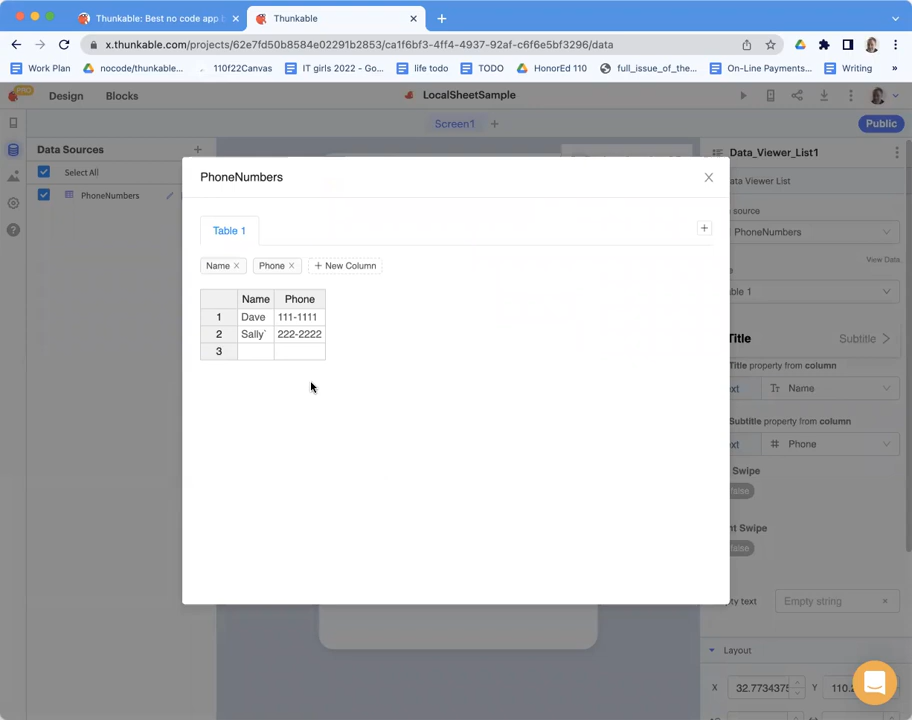 Thunkable: Best no code app
Thunkable
x.thunkable.com/projects/62e7fd50b8584e02291b2853/ca1f6bf3-4ff4-4937-92af-c6f6e5bf3296/data
Work Plan
nocode/thunkable...
110f22Canvas
IT girls 2022 - Go...
life todo
TODO
HonorEd 110
full_issue_of_the...
On-Line Payments...
Writing
»
PRO
Design
Blocks
LocalSheetSample
Screen1
Public
Data Sources
Select All
PhoneNumbers
PhoneNumbers
Table 1
Name
Phone
New Column
Name Phone
1 Dave 111-1111
2 Sally` 222-2222
3
Data_Viewer_List1
ata Viewer List
source
PhoneNumbers
View Data
ble 1
Title
Subtitle
Title property from column
ext
Name
Subtitle property from column
ext
# Phone
Swipe
false
nt Swipe
false
ty text
Empty string
Layout
X
32.7734375
Y
110.